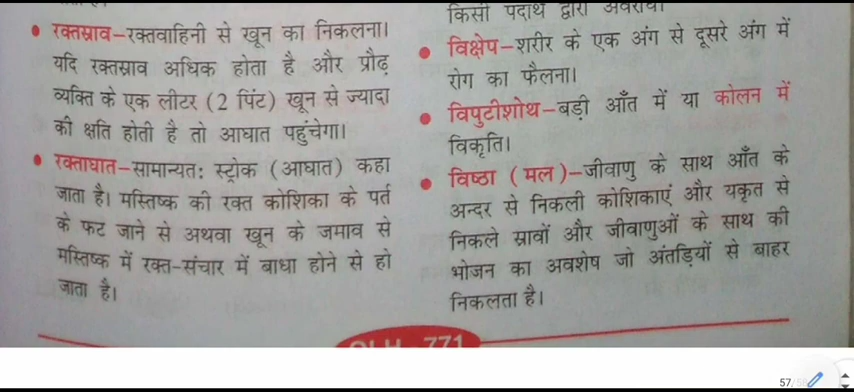 रक्तस्राव–रक्तवाहिनी से खून का निकलना।
यदि रक्तस्राव अधिक होता है और प्रौढ़
व्यक्ति के एक लीटर (2 पिंट) खून से ज्यादा
की क्षति होती है तो आघात पहुंचेगा।
रक्ताघात–सामान्यत: स्ट्रोक (आघात) कहा
जाता है। मस्तिष्क की रक्त कोशिका के पर्त
के फट जाने से अथवा खून के जमाव से
मस्तिष्क में रक्त-संचार में बाधा होने से हो
जाता है।
किसी पदार्थ द्वारा
विक्षेप–शरीर के एक अंग से दूसरे अंग में
रोग का फैलना।
विपुटीशोथ–बड़ी आँत में या कोलन में
विकृति।
विष्ठा (मल)–जीवाणु के साथ आँत के
अन्दर से निकली कोशिकाएं और यकृत से
निकले स्रावों और जीवाणुओं के साथ की
भोजन का अवशेष जो अंतड़ियों से बाहर
निकलता है।
771
57/